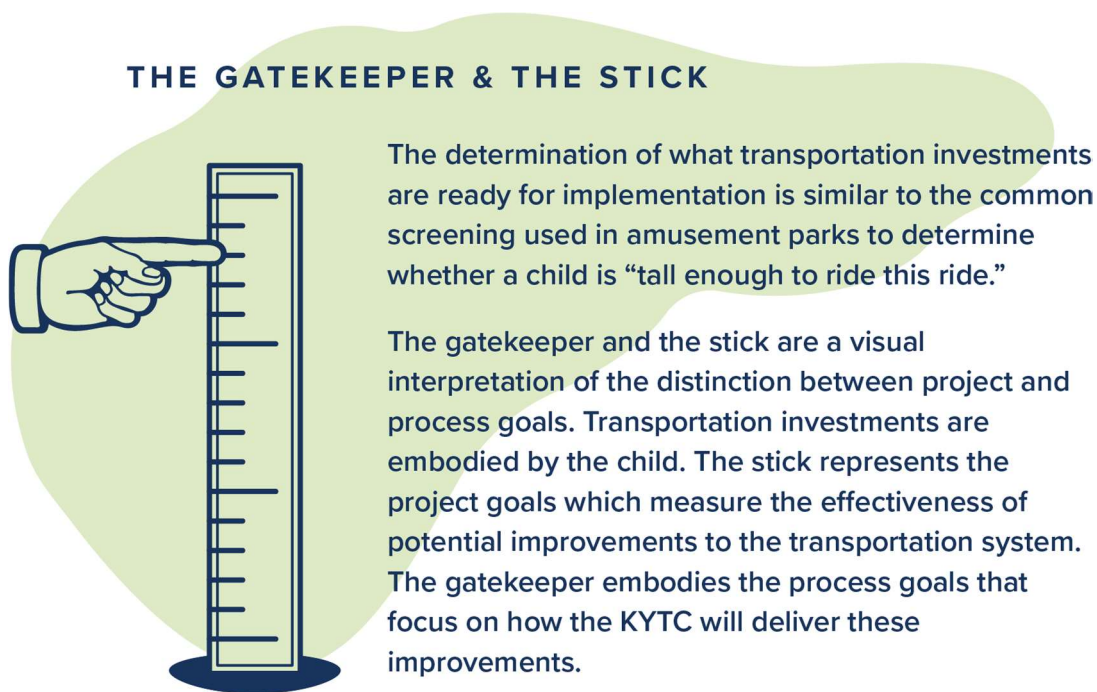 THE GATEKEEPER & THE STICK
The determination of what transportation investments
are ready for implementation is similar to the common
screening used in amusement parks to determine
whether a child is “tall enough to ride this ride.”
The gatekeeper and the stick are a visual
interpretation of the distinction between project and
process goals. Transportation investments are
embodied by the child. The stick represents the
project goals which measure the effectiveness of
potential improvements to the transportation system.
The gatekeeper embodies the process goals that
focus on how the KYTC will deliver these
improvements.